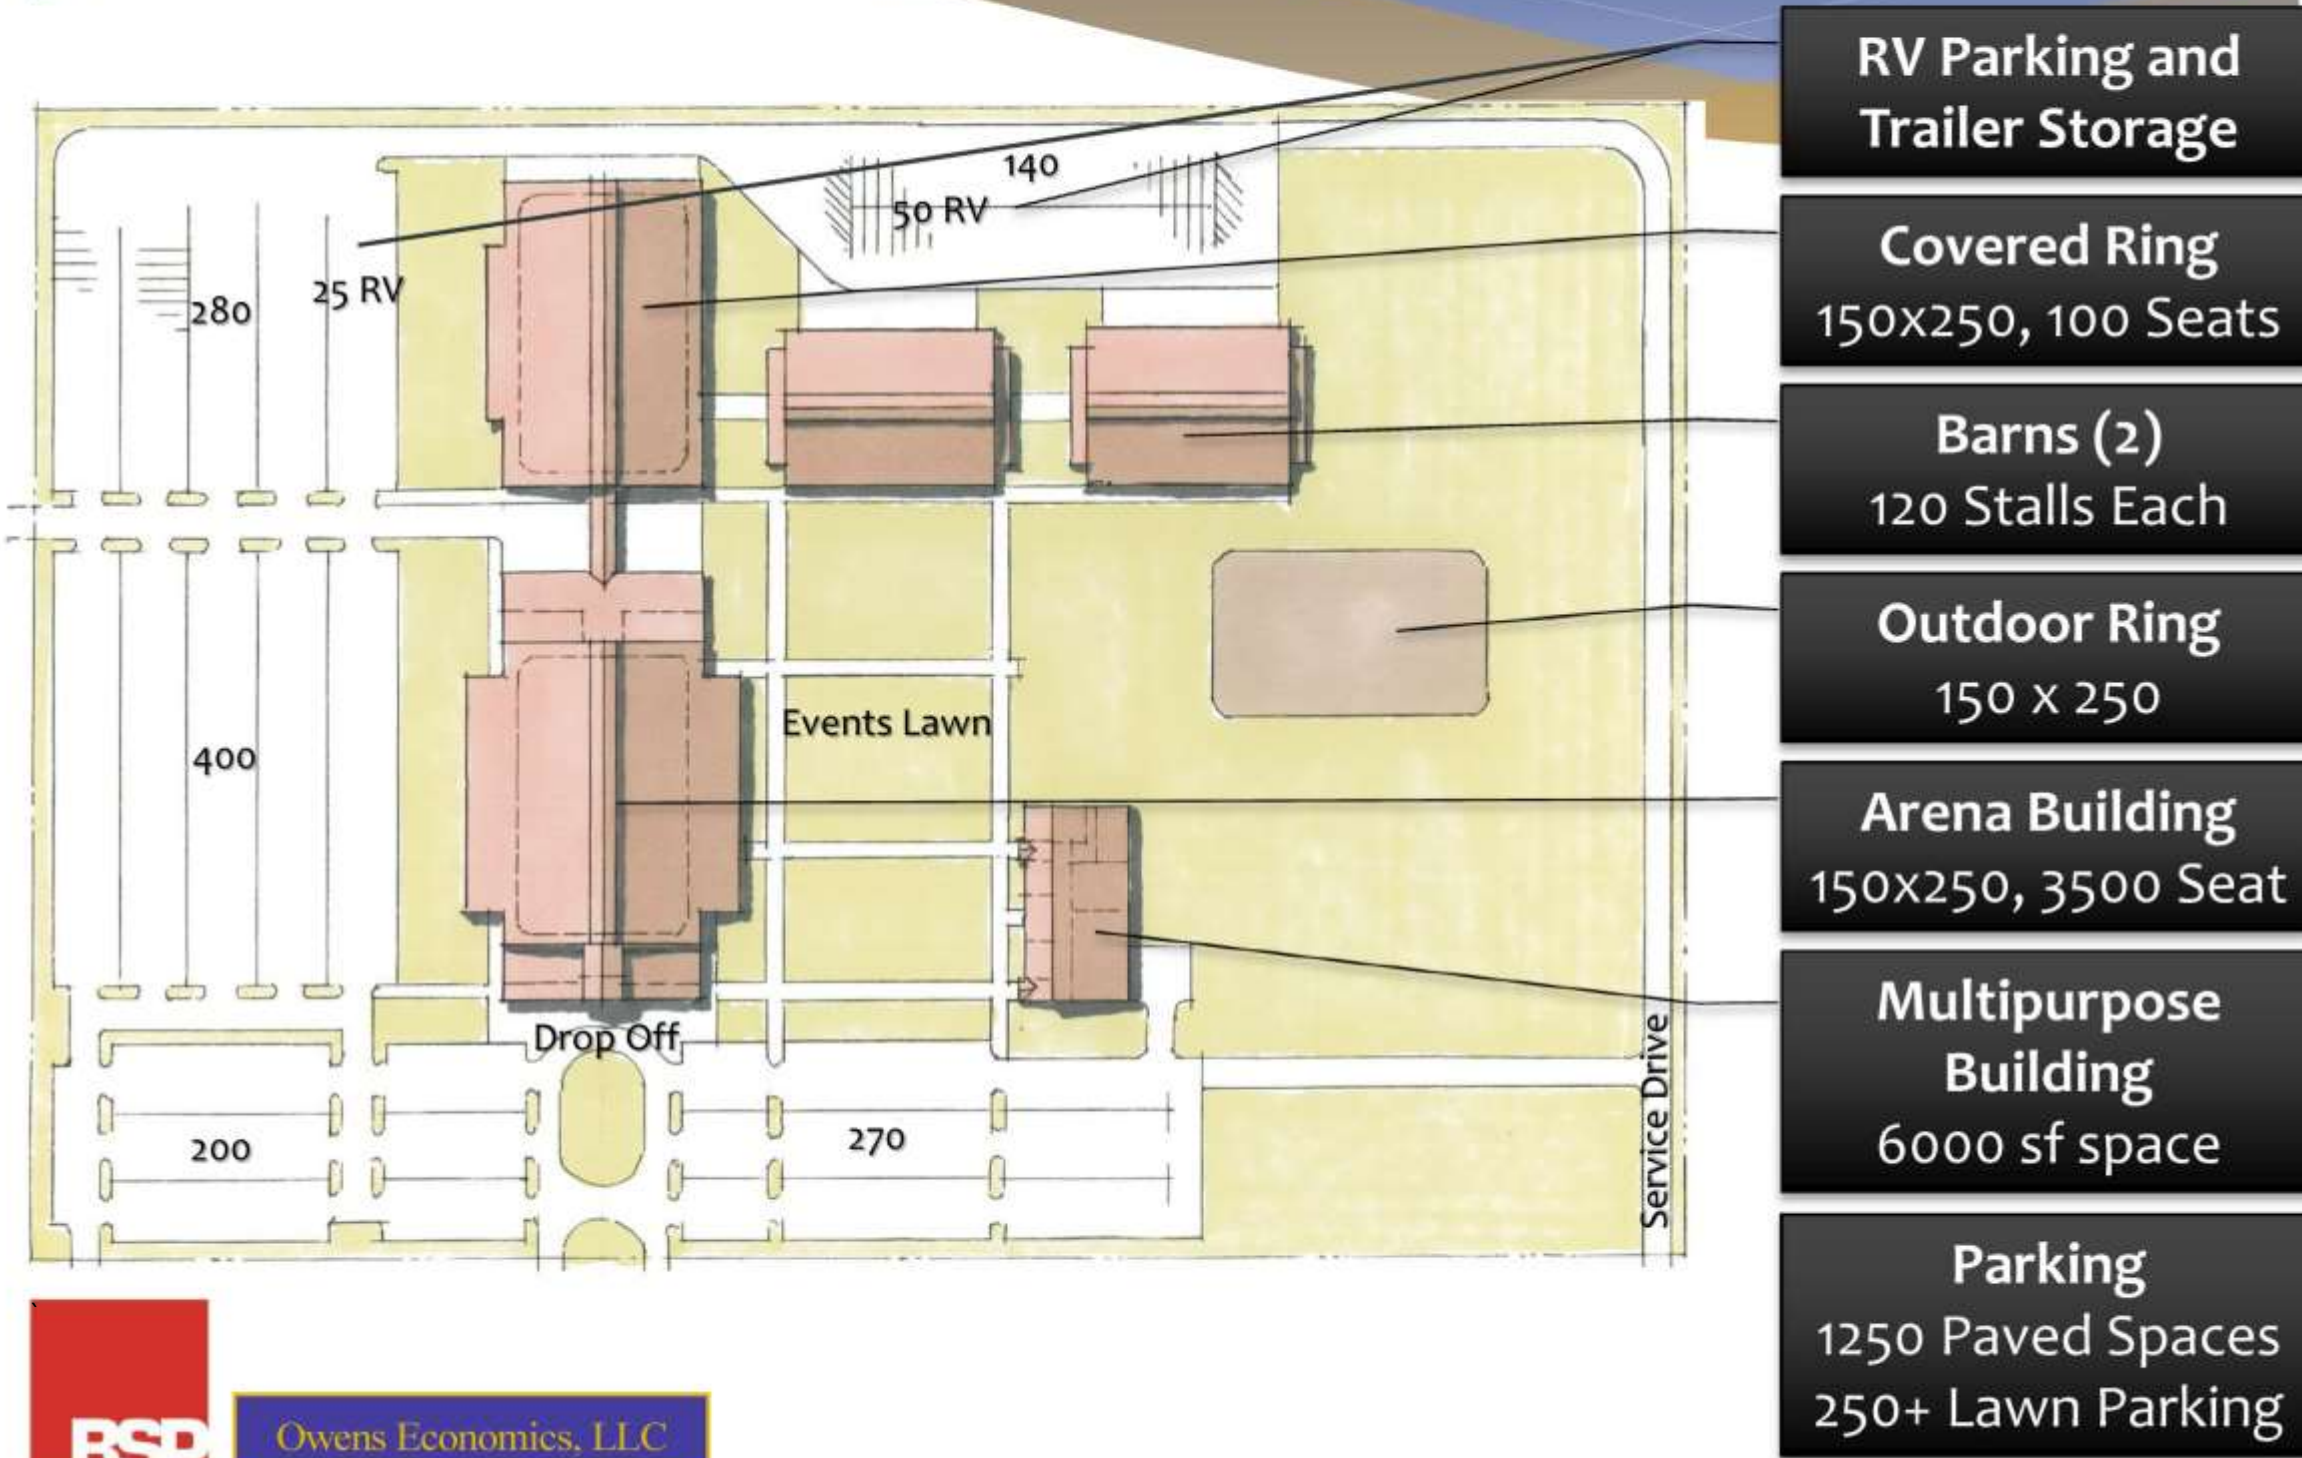 140
50 RV
25 RV
280
400
Events Lawn
Drop Off
200
270
Service Drive
RV Parking and
Trailer Storage
Covered Ring
150x250, 100 Seats
Barns (2)
120 Stalls Each
Outdoor Ring
150 x 250
Arena Building
150x250, 3500 Seat
Multipurpose
Building
6000 sf space
Parking
1250 Paved Spaces
250+ Lawn Parking
Owens Economics, LLC